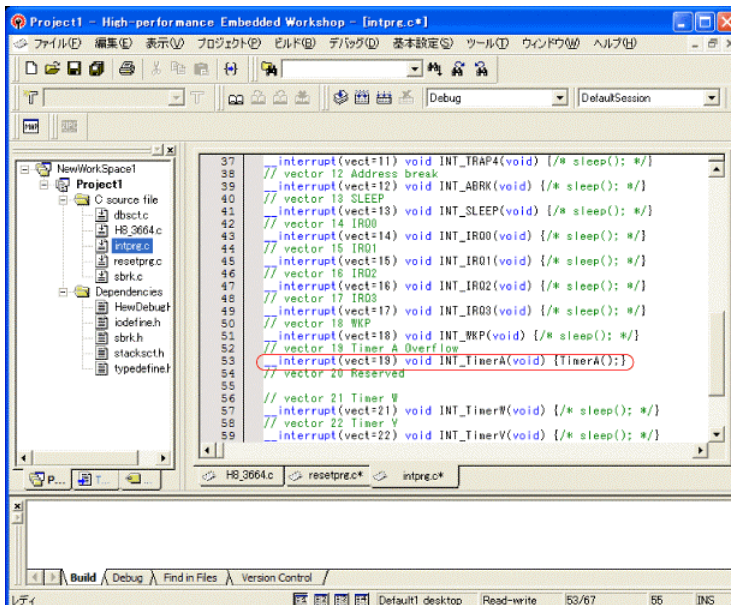 Project1 - High-performance Embedded Workshop - [intprg.c*]
ファイル(F) 編集(E) 表示(V) プロジェクト(P) ビルド(B) デバッグ(D) 基本設定(S) ツール(T) ウィンドウ(W) ヘルプ(H)
Debug DefaultSession
NewWorkSpace1
Project1
C source file
dbsct.c
H8_3664.c
intprg.c
resetprg.c
sbrk.c
Dependencies
HewDebugH
iodefine.h
sbrk.h
stacksct.h
typedefine.h
P... T... ...
37 __interrupt(vect=11) void INT_TRAP4(void) {/* sleep(); */}
38 // vector 12 Address break
39 __interrupt(vect=12) void INT_ABRK(void) {/* sleep(); */}
40 // vector 13 SLEEP
41 __interrupt(vect=13) void INT_SLEEP(void) {/* sleep(); */}
42 // vector 14 IRQ0
43 __interrupt(vect=14) void INT_IRQ0(void) {/* sleep(); */}
44 // vector 15 IRQ1
45 __interrupt(vect=15) void INT_IRQ1(void) {/* sleep(); */}
46 // vector 16 IRQ2
47 __interrupt(vect=16) void INT_IRQ2(void) {/* sleep(); */}
48 // vector 17 IRQ3
49 __interrupt(vect=17) void INT_IRQ3(void) {/* sleep(); */}
50 // vector 18 WKP
51 __interrupt(vect=18) void INT_WKP(void) {/* sleep(); */}
52 // vector 19 Timer A Overflow
53 __interrupt(vect=19) void INT_TimerA(void) {TimerA();}
54 // vector 20 Reserved
55
56 // vector 21 Timer W
57 __interrupt(vect=21) void INT_TimerW(void) {/* sleep(); */}
58 // vector 22 Timer V
59 __interrupt(vect=22) void INT_TimerV(void) {/* sleep(); */}
H8_3664.c resetprg.c* intprg.c*
Build Debug Find in Files Version Control
レディ Default1 desktop Read-write 53/67 55 INS